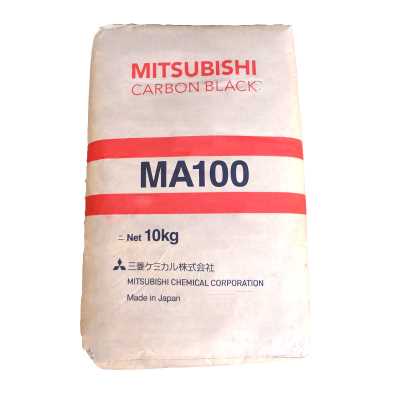 MITSUBISHI
CARBON BLACK
MA100
Net 10kg
三菱ケミカル株式会社
MITSUBISHI CHEMICAL CORPORATION
Made in Japan